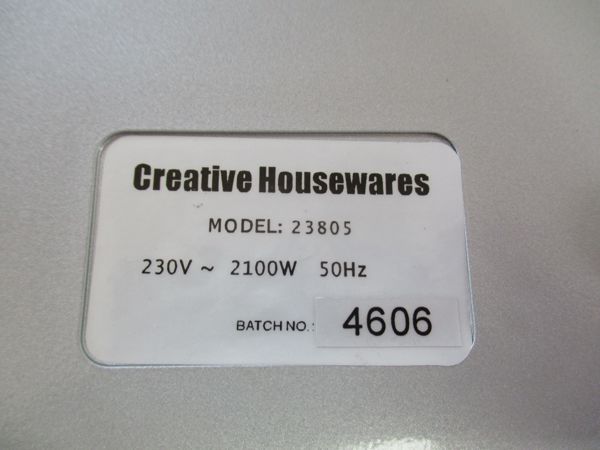 Creative Housewares
MODEL: 23805
230V ~ 2100W 50Hz
BATCH NO.: 4606